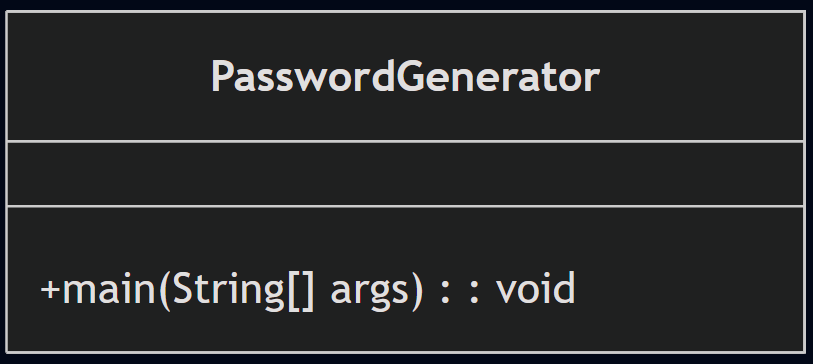 PasswordGenerator
+main(String[] args) : : void